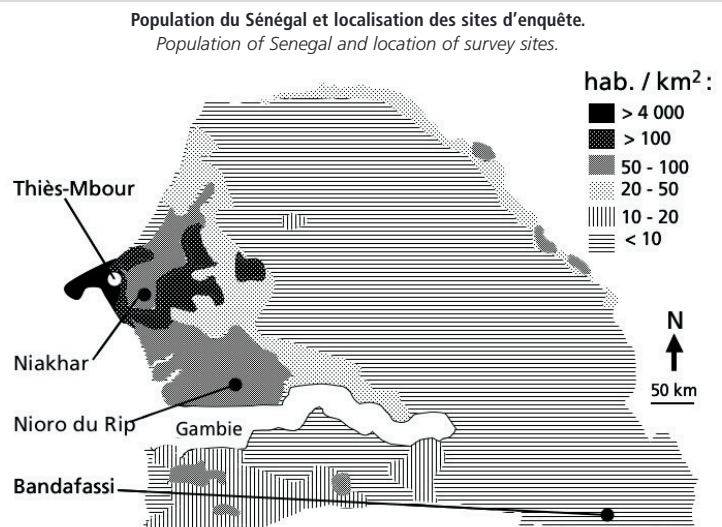 Population du Sénégal et localisation des sites d'enquête.
Population of Senegal and location of survey sites.
hab. / km² :
> 4 000
> 100
50 - 100
20 - 50
10 - 20
< 10
Thiès-Mbour
Niakhar
N
50 km
Nioro du Rip
Gambie
Bandafassi